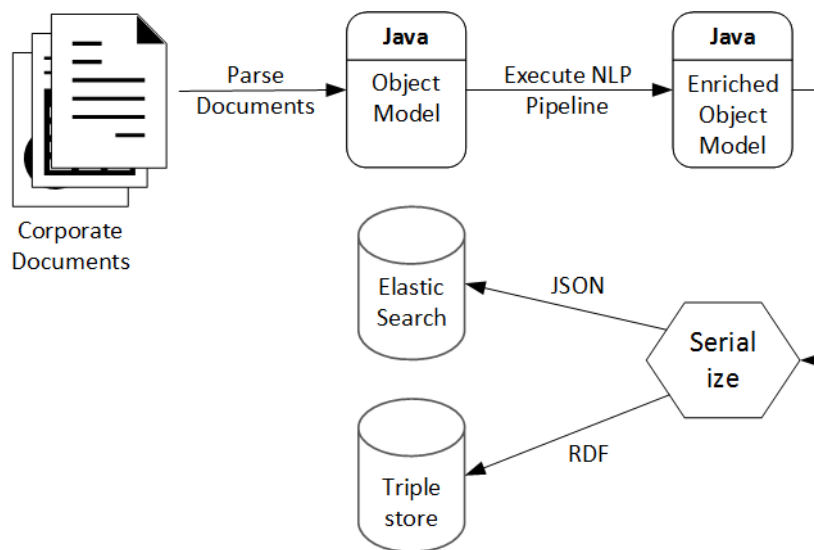 Corporate
Documents
Parse
Documents
Java
Object
Model
Execute NLP
Pipeline
Java
Enriched
Object
Model
Serial
ize
JSON
Elastic
Search
RDF
Triple
store